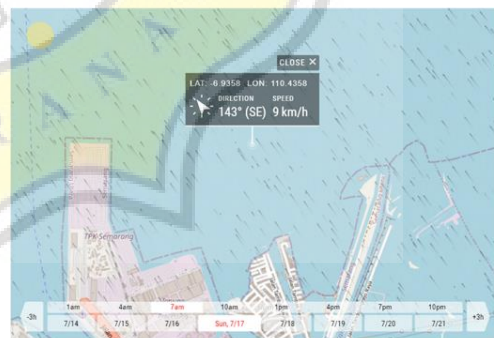 CLOSE ✕
LAT: -6.9358 LON: 110.4358
DIRECTION SPEED
143° (SE) 9 km/h
TPK Semarang
Semarang
1am 4am 7am 10am 1pm 4pm 7pm 10pm
-3h +3h
7/14 7/15 7/16 Sun, 7/17 7/18 7/19 7/20 7/21